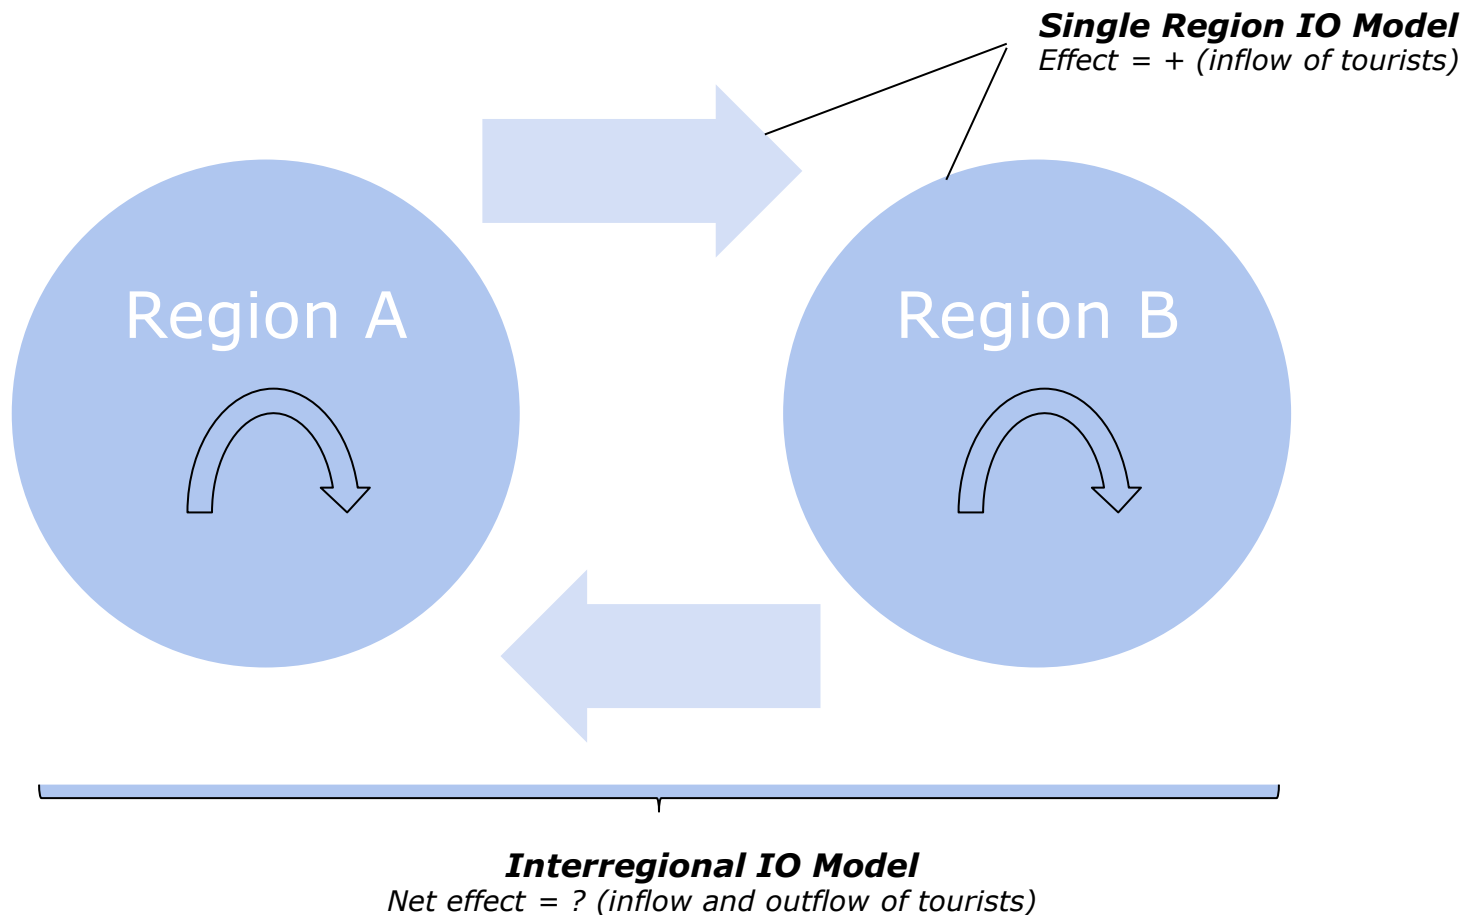 Single Region IO Model
Effect = + (inflow of tourists)
Region A
Region B
Interregional IO Model
Net effect = ? (inflow and outflow of tourists)